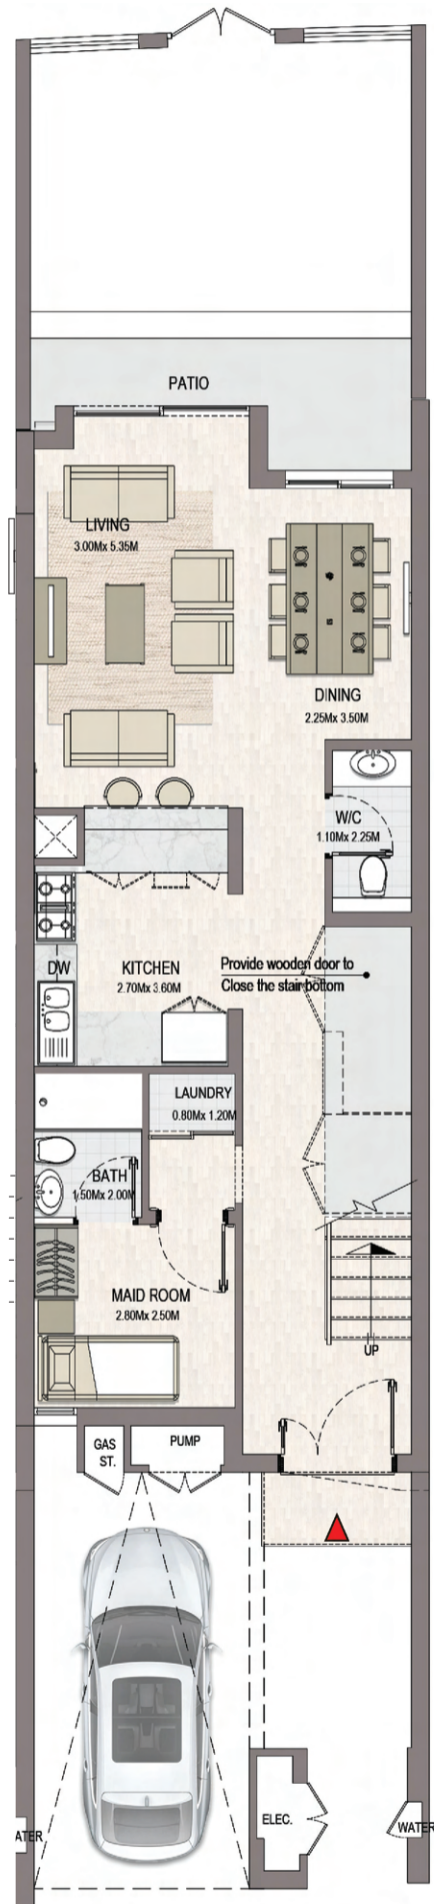 PATIO
LIVING
3.00Mx 5.35M
DINING
2.25Mx 3.50M
W/C
1.10Mx 2.25M
DW
KITCHEN
2.70Mx 3.60M
Provide wooden door to
Close the stair bottom
LAUNDRY
0.80Mx 1.20M
BATH
1.50Mx 2.00M
MAID ROOM
2.80Mx 2.50M
UP
GAS
ST.
PUMP
ELEC.
ATER
WATER